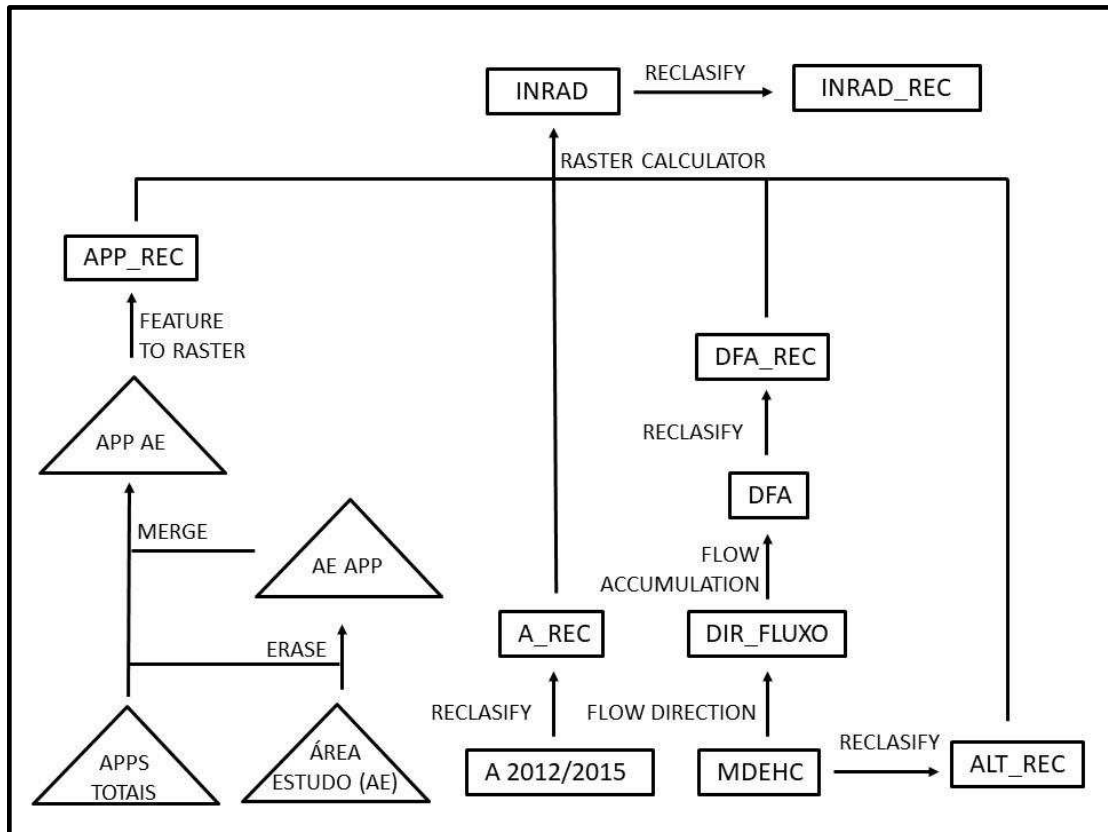 INRAD
RECLASIFY
INRAD_REC
RASTER CALCULATOR
APP_REC
FEATURE
TO RASTER
DFA_REC
APP AE
RECLASIFY
DFA
MERGE
AE APP
FLOW
ACCUMULATION
A_REC
DIR_FLUXO
ERASE
RECLASIFY
FLOW DIRECTION
APPS
TOTAIS
ÁREA
ESTUDO (AE)
A 2012/2015
MDEHC
RECLASIFY
ALT_REC